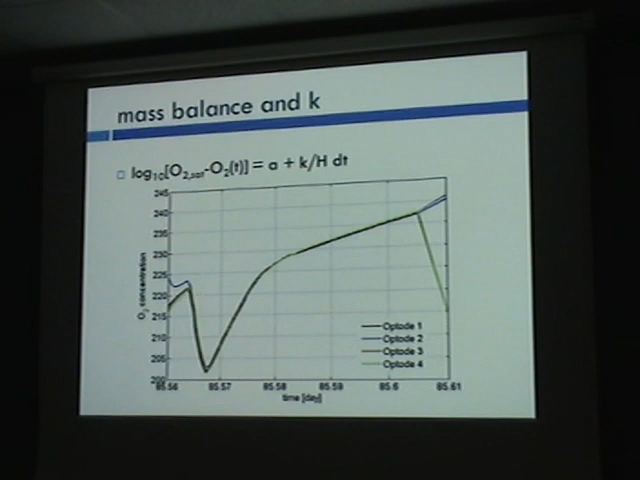 mass balance and k
log10[O2,sat-O2(t)] = a + k/H dt
245
240
235
230
225
220
215
210
205
200
O2 concentration
85.56 85.57 85.58 85.59 85.6 85.61
time [day]
Optode 1
Optode 2
Optode 3
Optode 4